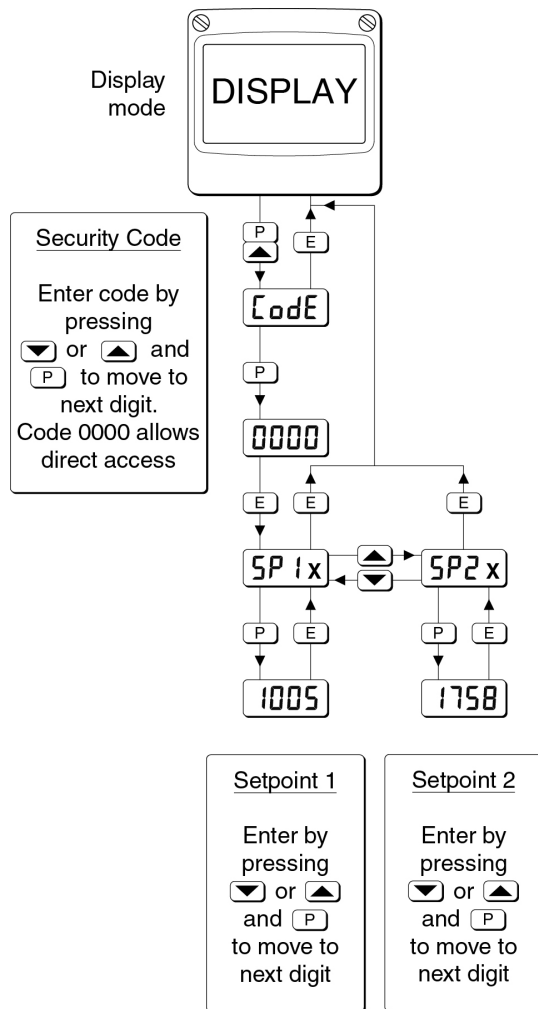 Display
mode
DISPLAY
P
E
Security Code
Enter code by
pressing
or and
P to move to
next digit.
Code 0000 allows
direct access
CodE
P
0000
E E E
SP1x SP2x
P E P E
1005 1758
Setpoint 1
Enter by
pressing
or
and P
to move to
next digit
Setpoint 2
Enter by
pressing
or
and P
to move to
next digit